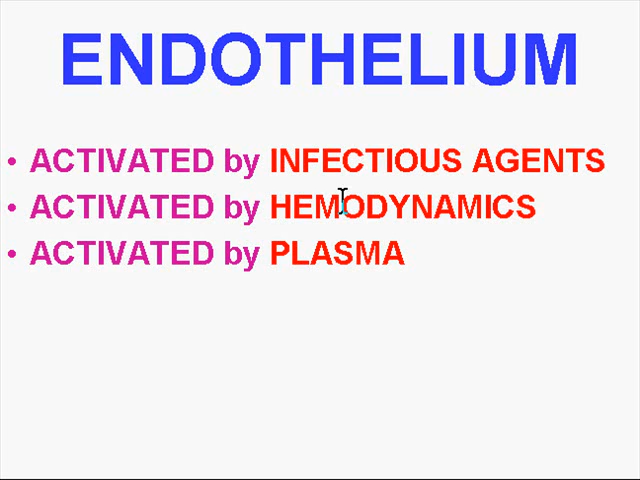 ENDOTHELIUM
• ACTIVATED by INFECTIOUS AGENTS
• ACTIVATED by HEMODYNAMICS
• ACTIVATED by PLASMA